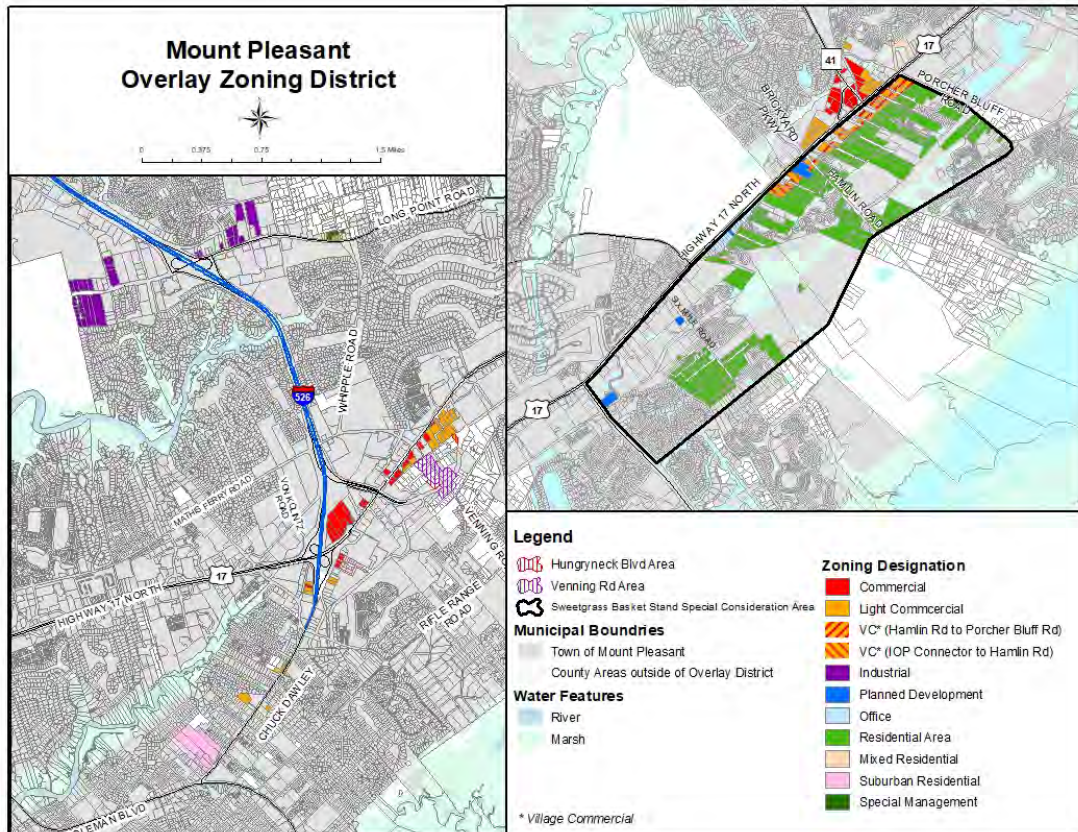 Mount Pleasant
Overlay Zoning District
0 0.375 0.75 1.5 Miles
LONG POINT ROAD
WHIPPLE ROAD
526
MATHIS FERRY ROAD
VON KOLNITZ
ROAD
VENNING RO
17
HIGHWAY 17 NORTH
RIFLE RANGE
ROAD
CHUCK DAWLEY
OLEMAN BLVD
41
17
PORCHER BLUFF
ROAD
BRICKYARD
PKWY
HAMLIN ROAD
HIGHWAY 17 NORTH
SIXMILE ROAD
17
Legend
Hungryneck Blvd Area
Venning Rd Area
Sweetgrass Basket Stand Special Consideration Area
Municipal Boundries
Town of Mount Pleasant
County Areas outside of Overlay District
Water Features
River
Marsh
Zoning Designation
Commercial
Light Commcercial
VC* (Hamlin Rd to Porcher Bluff Rd)
VC* (IOP Connector to Hamlin Rd)
Industrial
Planned Development
Office
Residential Area
Mixed Residential
Suburban Residential
Special Management
* Village Commercial